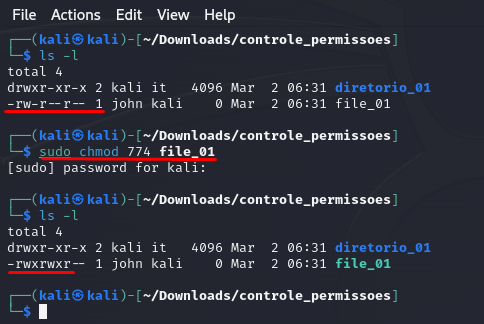 File Actions Edit View Help
┌──(kali㉿kali)-[~/Downloads/controle_permissoes]
└─$ ls -l
total 4
drwxr-xr-x 2 kali it   4096 Mar  2 06:31 diretorio_01
-rw-r--r-- 1 john kali    0 Mar  2 06:31 file_01
┌──(kali㉿kali)-[~/Downloads/controle_permissoes]
└─$ sudo chmod 774 file_01
[sudo] password for kali:
┌──(kali㉿kali)-[~/Downloads/controle_permissoes]
└─$ ls -l
total 4
drwxr-xr-x 2 kali it   4096 Mar  2 06:31 diretorio_01
-rwxrwxr-- 1 john kali    0 Mar  2 06:31 file_01
┌──(kali㉿kali)-[~/Downloads/controle_permissoes]
└─$